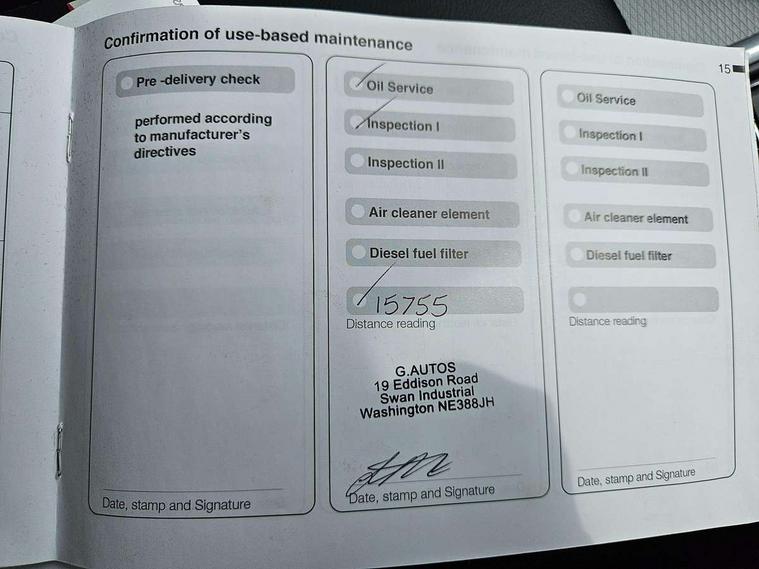 Confirmation of use-based maintenance
15
Pre -delivery check
performed according
to manufacturer's
directives
Date, stamp and Signature
Oil Service
Inspection I
Inspection II
Air cleaner element
Diesel fuel filter
15755
Distance reading
G.AUTOS
19 Eddison Road
Swan Industrial
Washington NE388JH
Date, stamp and Signature
Oil Service
Inspection I
Inspection II
Air cleaner element
Diesel fuel filter
Distance reading
Date, stamp and Signature